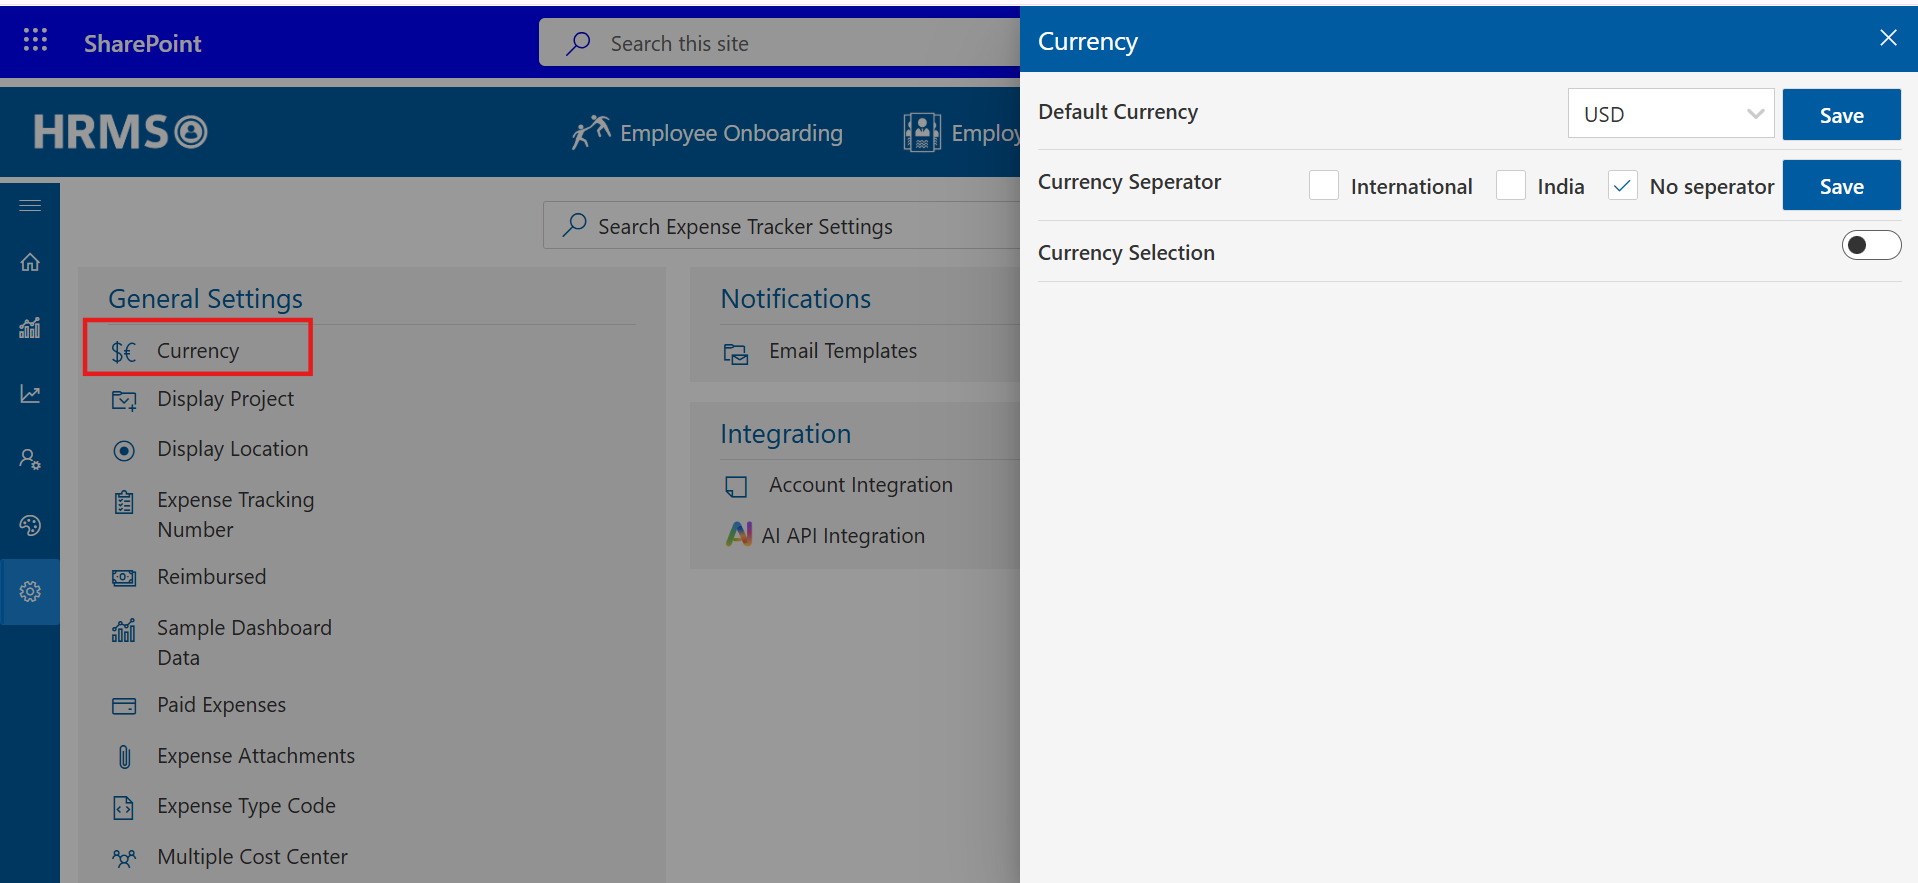 SharePoint
Search this site
HRMS
Employee Onboarding
Search Expense Tracker Settings
General Settings
$€ Currency
Display Project
Display Location
Expense Tracking
Number
Reimbursed
Sample Dashboard
Data
Paid Expenses
Expense Attachments
Expense Type Code
Multiple Cost Center
Notifications
Email Templates
Integration
Account Integration
AI AI API Integration
Currency
Default Currency
USD
Save
Currency Seperator
International
India
No seperator
Save
Currency Selection